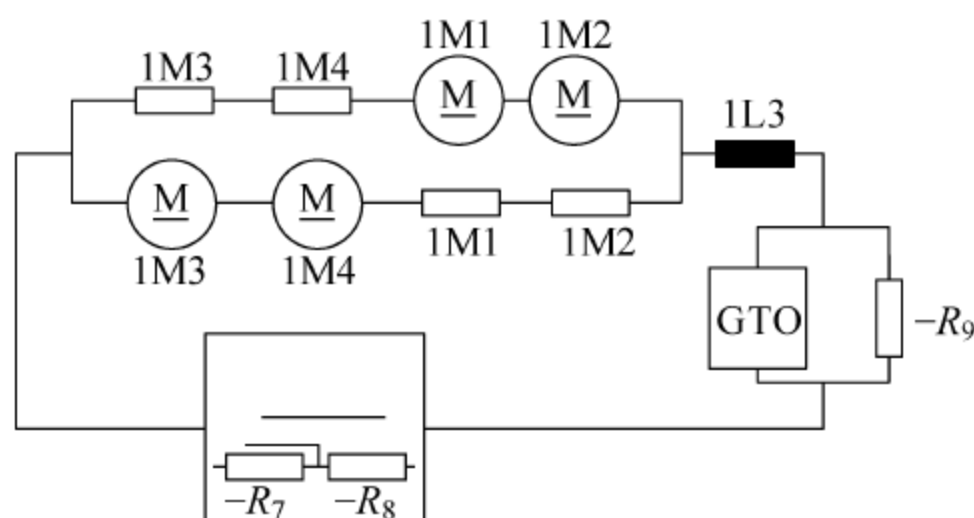 1M1 1M2
1M3 1M4
M M
1L3
M M
1M1 1M2
1M3 1M4
GTO
–R₉
–R₇ –R₈